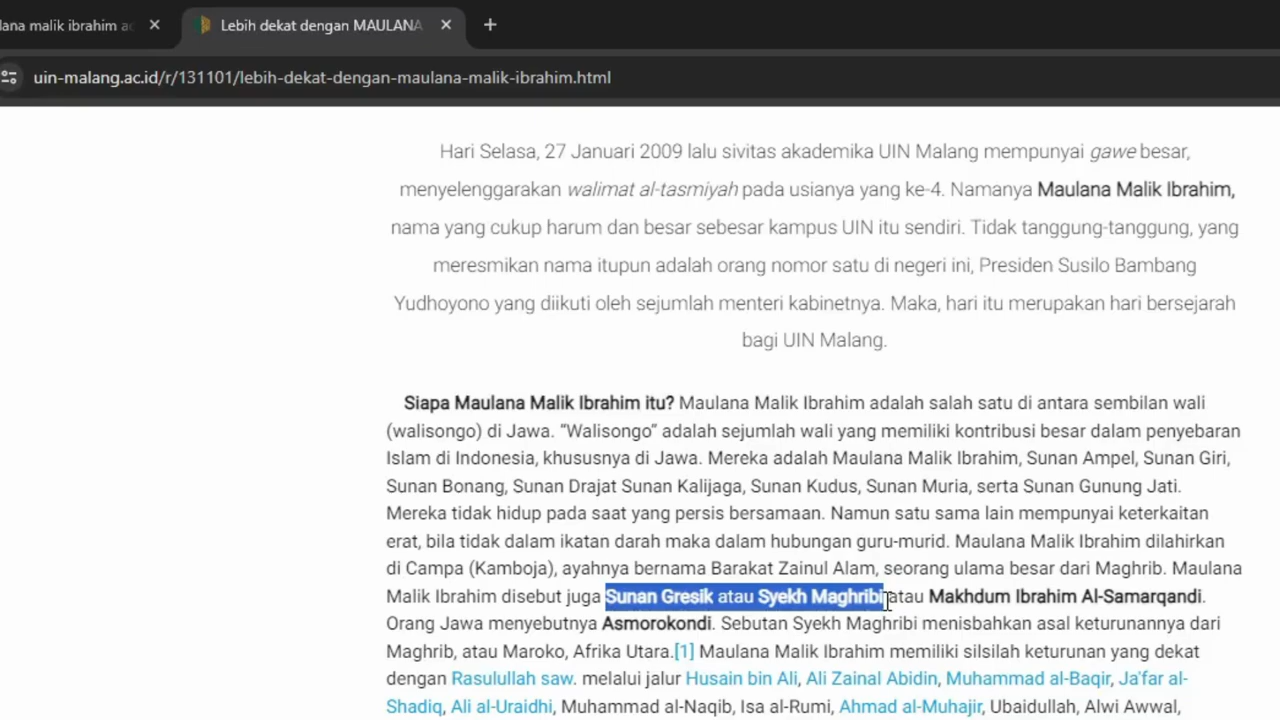 lana malik ibrahim ac
Lebih dekat dengan MAULANA
uin-malang.ac.id/r/131101/lebih-dekat-dengan-maulana-malik-ibrahim.html
Hari Selasa, 27 Januari 2009 lalu sivitas akademika UIN Malang mempunyai gawe besar,
menyelenggarakan walimat al-tasmiyah pada usianya yang ke-4. Namanya Maulana Malik Ibrahim,
nama yang cukup harum dan besar sebesar kampus UIN itu sendiri. Tidak tanggung-tanggung, yang
meresmikan nama itupun adalah orang nomor satu di negeri ini, Presiden Susilo Bambang
Yudhoyono yang diikuti oleh sejumlah menteri kabinetnya. Maka, hari itu merupakan hari bersejarah
bagi UIN Malang.
Siapa Maulana Malik Ibrahim itu? Maulana Malik Ibrahim adalah salah satu di antara sembilan wali
(walisongo) di Jawa. “Walisongo” adalah sejumlah wali yang memiliki kontribusi besar dalam penyebaran
Islam di Indonesia, khususnya di Jawa. Mereka adalah Maulana Malik Ibrahim, Sunan Ampel, Sunan Giri,
Sunan Bonang, Sunan Drajat Sunan Kalijaga, Sunan Kudus, Sunan Muria, serta Sunan Gunung Jati.
Mereka tidak hidup pada saat yang persis bersamaan. Namun satu sama lain mempunyai keterkaitan
erat, bila tidak dalam ikatan darah maka dalam hubungan guru-murid. Maulana Malik Ibrahim dilahirkan
di Campa (Kamboja), ayahnya bernama Barakat Zainul Alam, seorang ulama besar dari Maghrib. Maulana
Malik Ibrahim disebut juga Sunan Gresik atau Syekh Maghribi atau Makhdum Ibrahim Al-Samarqandi.
Orang Jawa menyebutnya Asmorokondi. Sebutan Syekh Maghribi menisbahkan asal keturunannya dari
Maghrib, atau Maroko, Afrika Utara.[1] Maulana Malik Ibrahim memiliki silsilah keturunan yang dekat
dengan Rasulullah saw. melalui jalur Husain bin Ali, Ali Zainal Abidin, Muhammad al-Baqir, Ja'far al-
Shadiq, Ali al-Uraidhi, Muhammad al-Naqib, Isa al-Rumi, Ahmad al-Muhajir, Ubaidullah, Alwi Awwal,